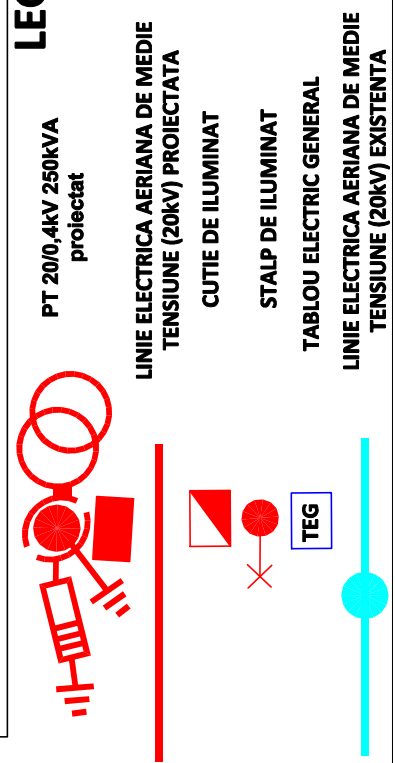 LEG
PT 20/0,4kV 250kVA
proiectat
LINIE ELECTRICA AERIANA DE MEDIE
TENSIUNE (20kV) PROIECTATA
CUTIE DE ILUMINAT
STALP DE ILUMINAT
TEG
TABLOU ELECTRIC GENERAL
LINIE ELECTRICA AERIANA DE MEDIE
TENSIUNE (20kV) EXISTENTA